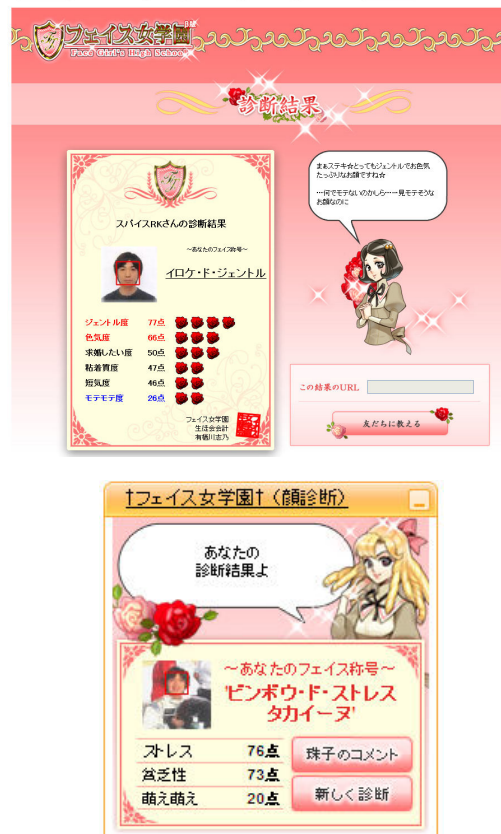 フェイス女学園
Face Girl's High School
診断結果
スパイスRKさんの診断結果
～あなたのフェイス称号～
イロケ・ド・ジェントル
ジェントル度 77点
色気度 66点
求婚したい度 50点
粘着質度 47点
短気度 46点
モテモテ度 26点
フェイス女学園
生徒会会計
有栖川志乃
まぁステキ☆とってもジェントルでお色気
たっぷりなお顔ですね☆
…何でモテないのかしら……一見モテそうな
お顔なのに
この結果のURL
友だちに教える
†フェイス女学園†（顔診断）
あなたの
診断結果よ
～あなたのフェイス称号～
'ビンボウ・ド・ストレス
タカイーヌ'
ストレス 76点
貧乏性 73点
萌え萌え 20点
珠子のコメント
新しく診断